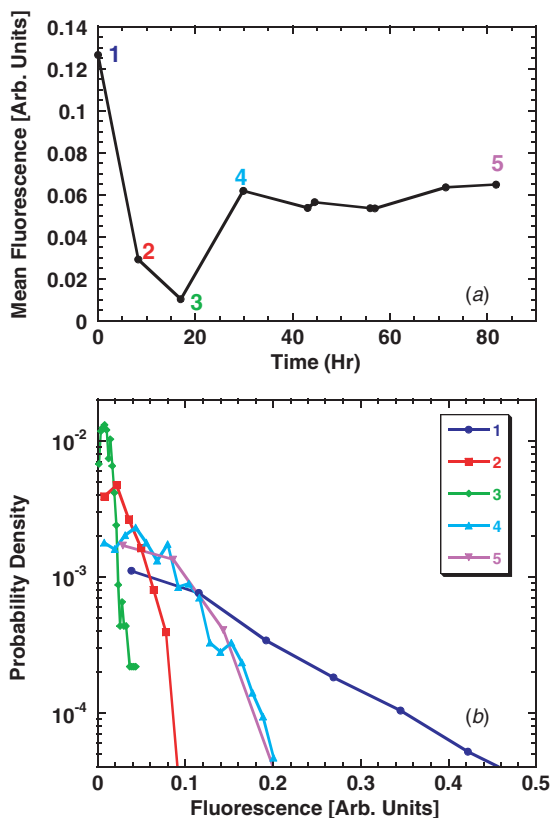 0.14
0.12
0.1
0.08
0.06
0.04
0.02
0
Mean Fluorescence [Arb. Units]
1
2
3
4
5
(a)
0 20 40 60 80 100
Time (Hr)
10-2
10-3
10-4
Probability Density
1
2
3
4
5
(b)
0 0.1 0.2 0.3 0.4 0.5
Fluorescence [Arb. Units]